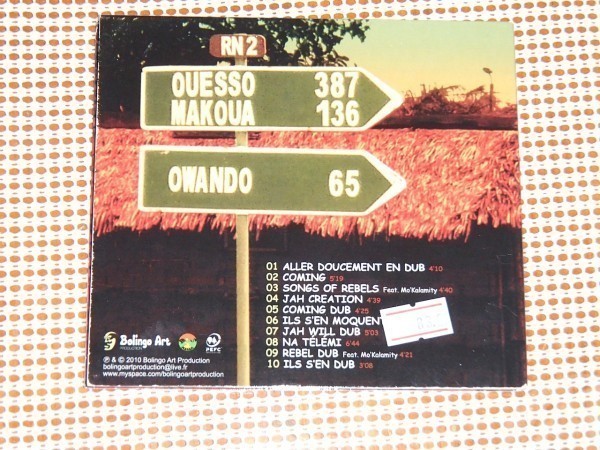 RN2
OUESSO 387
MAKOUA 136
OWANDO 65
01 ALLER DOUCEMENT EN DUB 4'10
02 COMING 5'19
03 SONGS OF REBELS Feat. Mo'Kalamity 4'40
04 JAH CREATION 4'39
05 COMING DUB 4'25
06 ILS S'EN MOQUENT
07 JAH WILL DUB 5'03
08 NA TÉLÉMI 6'44
09 REBEL DUB Feat. Mo'Kalamity 4'21
10 ILS S'EN DUB 3'08
Bolingo Art
PEFC
℗ & © 2010 Bolingo Art Production
bolingoartproduction@live.fr
www.myspace.com/bolingoartproduction